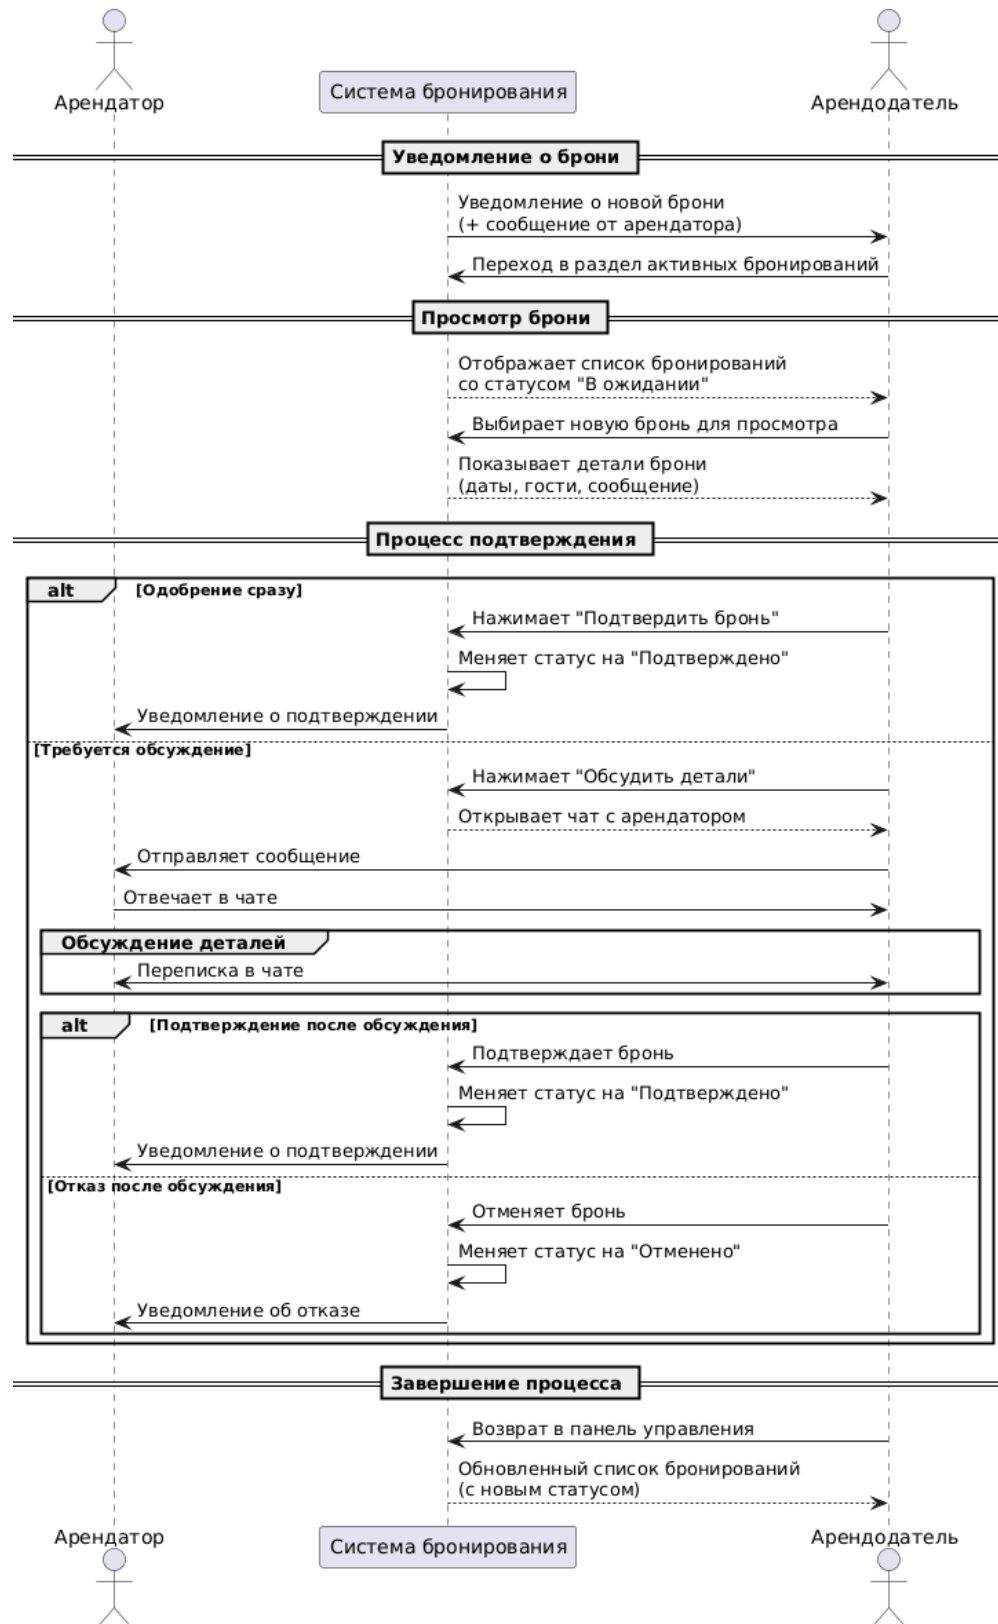 Арендатор
Система бронирования
Арендодатель
Уведомление о брони
Уведомление о новой брони
(+ сообщение от арендатора)
Переход в раздел активных бронирований
Просмотр брони
Отображает список бронирований
со статусом "В ожидании"
Выбирает новую бронь для просмотра
Показывает детали брони
(даты, гости, сообщение)
Процесс подтверждения
alt [Одобрение сразу]
Нажимает "Подтвердить бронь"
Меняет статус на "Подтверждено"
Уведомление о подтверждении
[Требуется обсуждение]
Нажимает "Обсудить детали"
Открывает чат с арендатором
Отправляет сообщение
Отвечает в чате
Обсуждение деталей
Переписка в чате
alt [Подтверждение после обсуждения]
Подтверждает бронь
Меняет статус на "Подтверждено"
Уведомление о подтверждении
[Отказ после обсуждения]
Отменяет бронь
Меняет статус на "Отменено"
Уведомление об отказе
Завершение процесса
Возврат в панель управления
Обновленный список бронирований
(с новым статусом)
Арендатор
Система бронирования
Арендодатель